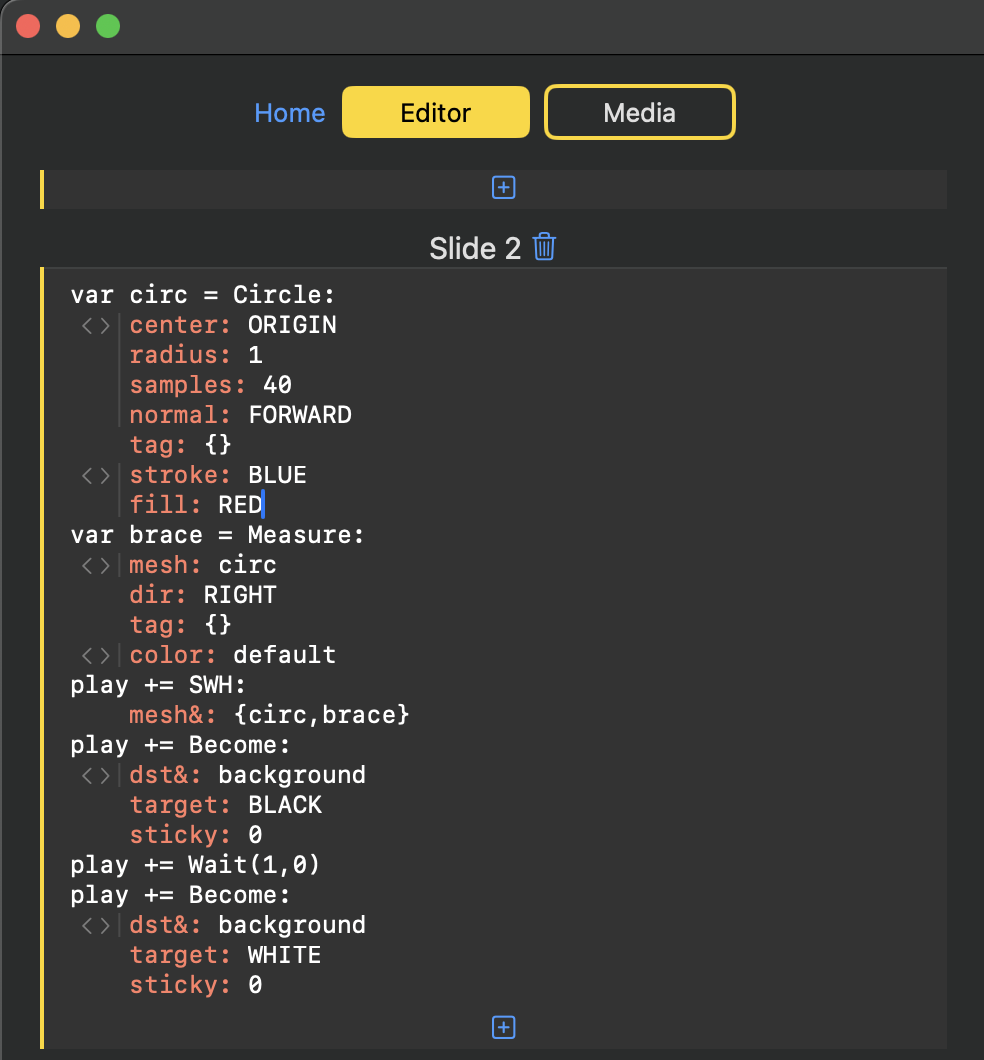 Home Editor Media
Slide 2
var circ = Circle:
<> center: ORIGIN
radius: 1
samples: 40
normal: FORWARD
tag: {}
<> stroke: BLUE
fill: RED
var brace = Measure:
<> mesh: circ
dir: RIGHT
tag: {}
<> color: default
play += SWH:
mesh&: {circ,brace}
play += Become:
<> dst&: background
target: BLACK
sticky: 0
play += Wait(1,0)
play += Become:
<> dst&: background
target: WHITE
sticky: 0